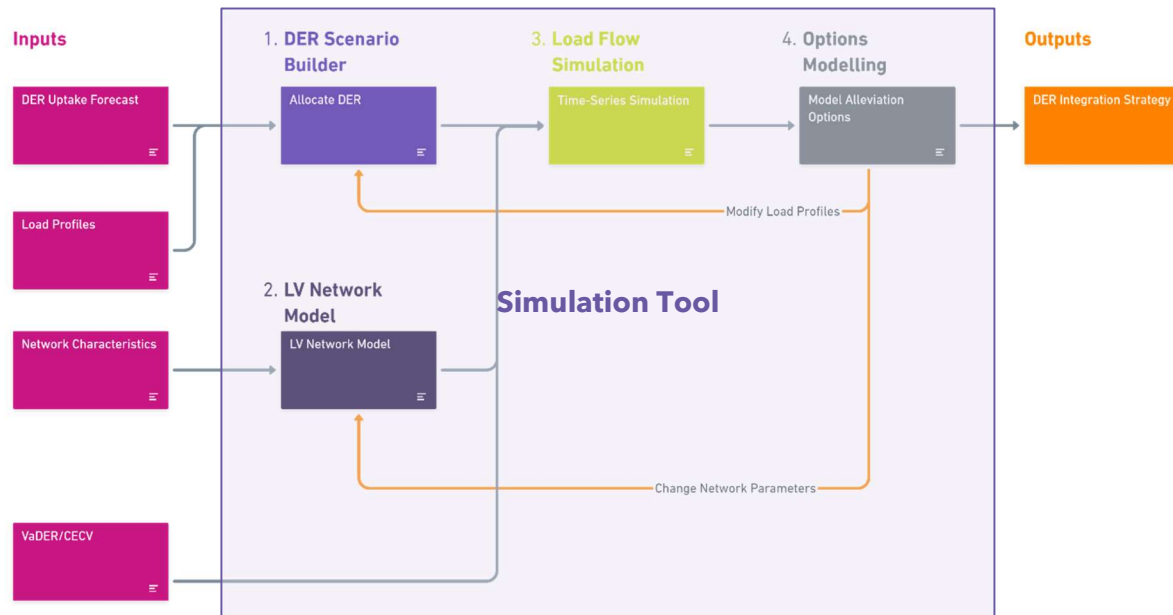 Inputs
1. DER Scenario
Builder
3. Load Flow
Simulation
4. Options
Modelling
Outputs
DER Uptake Forecast
Allocate DER
Time-Series Simulation
Model Alleviation
Options
DER Integration Strategy
Modify Load Profiles
Load Profiles
2. LV Network
Model
Simulation Tool
Network Characteristics
LV Network Model
Change Network Parameters
VaDER/CECV